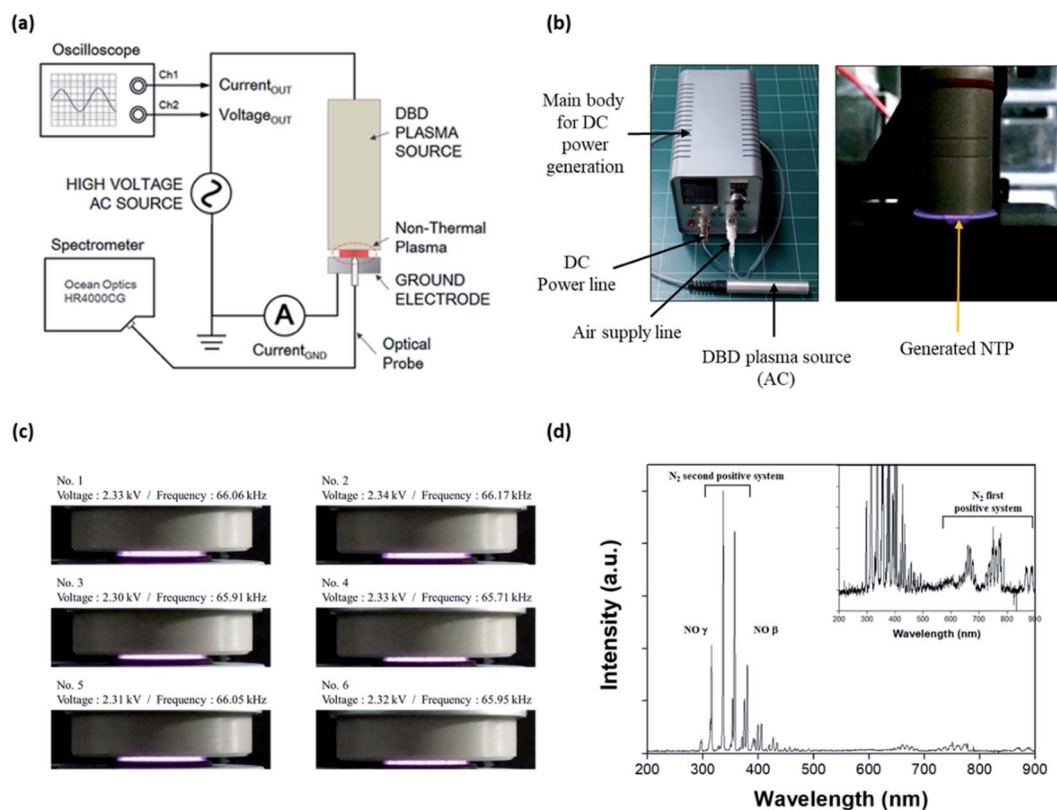 (a)
Oscilloscope
Ch1
Ch2
Current_OUT
Voltage_OUT
DBD
PLASMA
SOURCE
HIGH VOLTAGE
AC SOURCE
Non-Thermal
Plasma
Spectrometer
Ocean Optics
HR4000CG
GROUND
ELECTRODE
A
Current_GND
Optical
Probe
(b)
Main body
for DC
power
generation
DC
Power line
Air supply line
DBD plasma source
(AC)
Generated NTP
(c)
No. 1
Voltage : 2.33 kV / Frequency : 66.06 kHz
No. 2
Voltage : 2.34 kV / Frequency : 66.17 kHz
No. 3
Voltage : 2.30 kV / Frequency : 65.91 kHz
No. 4
Voltage : 2.33 kV / Frequency : 65.71 kHz
No. 5
Voltage : 2.31 kV / Frequency : 66.05 kHz
No. 6
Voltage : 2.32 kV / Frequency : 65.95 kHz
(d)
N₂ second positive system
N₂ first
positive system
200 300 400 500 600 700 800 900
Wavelength (nm)
NO γ
NO β
Intensity (a.u.)
200 300 400 500 600 700 800 900
Wavelength (nm)